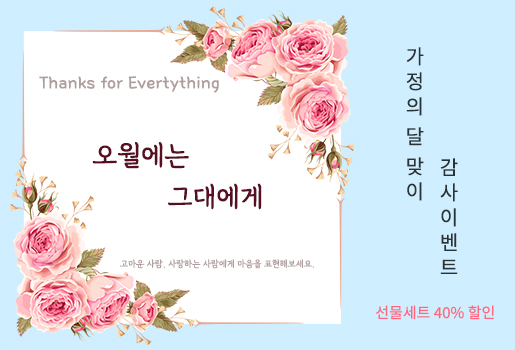 Thanks for Evertything
오월에는
그대에게
고마운 사람, 사랑하는 사람에게 마음을 표현해보세요.
가정의 달 맞이
감사이벤트
선물세트 40% 할인